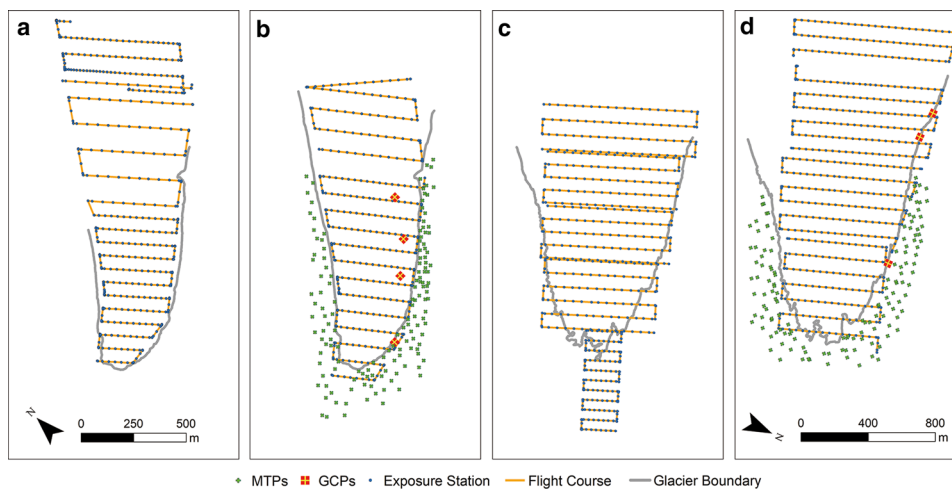 a
b
c
d
N
0 250 500
m
N
0 400 800
m
MTPs GCPs Exposure Station Flight Course Glacier Boundary